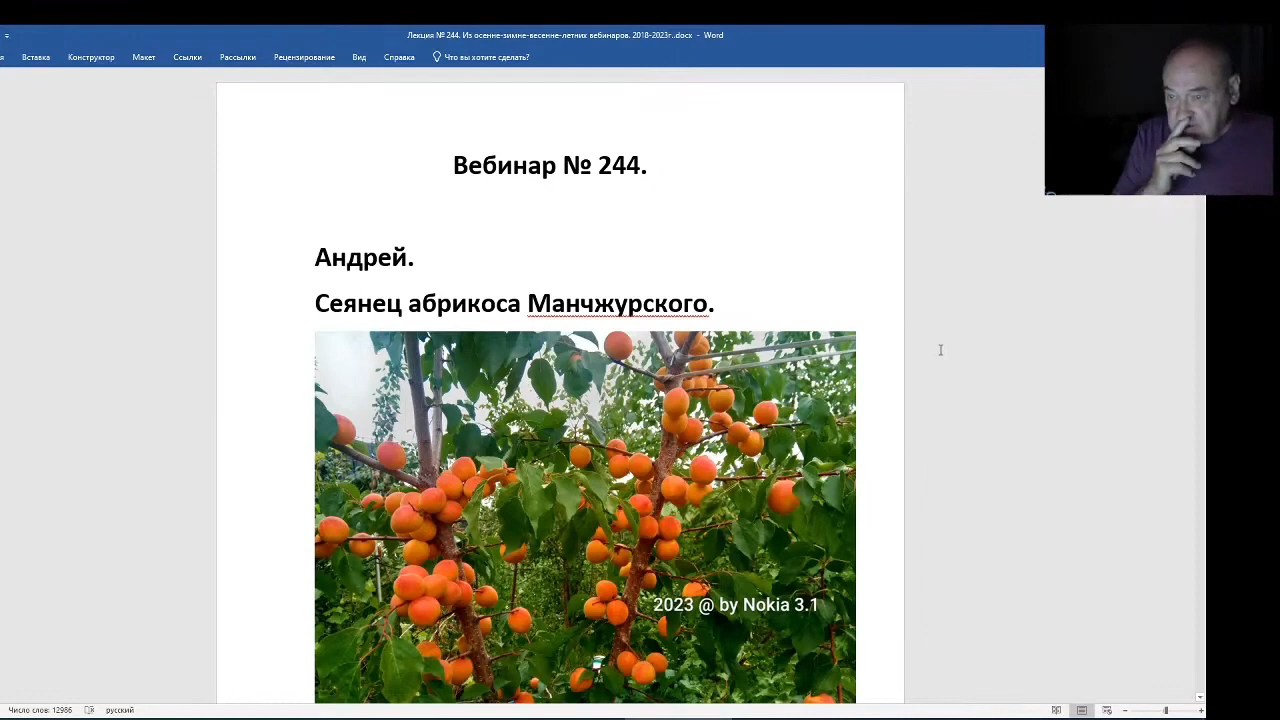 Лекция № 244. Из осенне-зимне-весенне-летних вебинаров. 2018-2023г..docx - Word
я Вставка Конструктор Макет Ссылки Рассылки Рецензирование Вид Справка Что вы хотите сделать?
Вебинар № 244.
Андрей.
Сеянец абрикоса Манчжурского.
2023 @ by Nokia 3.1
Число слов: 12986 русский